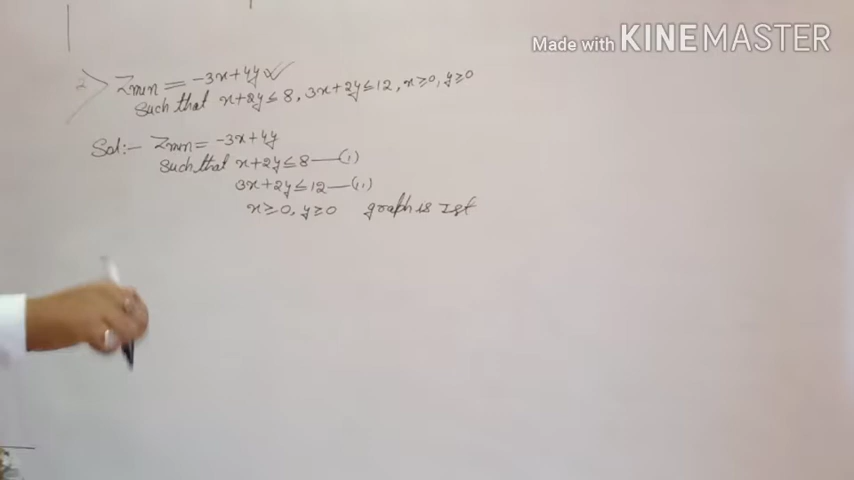 Made with KINEMASTER
2) Zmin = -3x+4y ✓
such that x+2y≤8, 3x+2y≤12, x≥0, y≥0
Sol:- Zmin = -3x+4y
such that x+2y≤8 —(i)
3x+2y≤12 —(ii)
x≥0, y≥0 graph is Ist